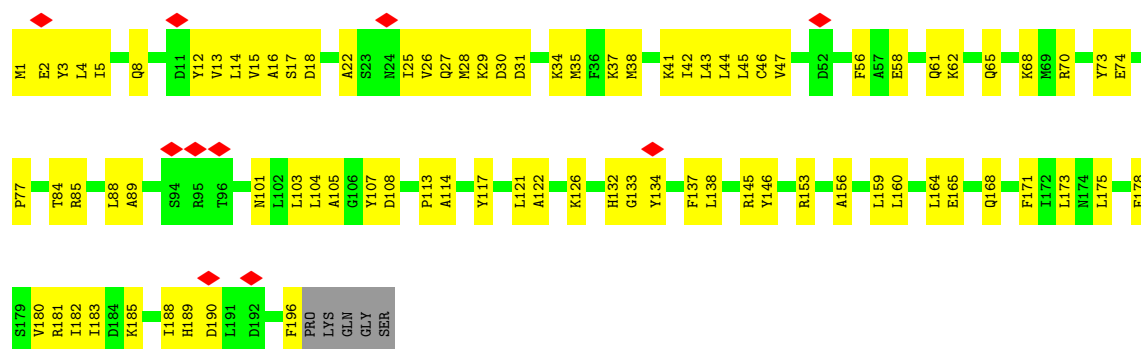 M1 E2 Y3 L4 I5 Q8 D11 Y12 V13 L14 V15 A16 S17 D18 A22 S23 N24 I25 V26 Q27 M28 K29 D30 D31 K34 M35 F36 K37 M38 K41 I42 L43 L44 L45 C46 V47 D52 F56 A57 E58 Q61 K62 Q65 K68 M69 R70 Y73 E74
P77 T84 R85 L88 A89 S94 R95 T96 N101 L102 L103 L104 A105 G106 Y107 D108 P113 A114 Y117 L121 A122 K126 H132 G133 Y134 F137 L138 R145 Y146 R153 A156 L159 L160 L164 E165 Q168 F171 I172 L173 N174 L175
S179 V180 R181 I182 I183 D184 K185 I188 H189 D190 L191 D192 F196 PRO LYS GLN GLY SER